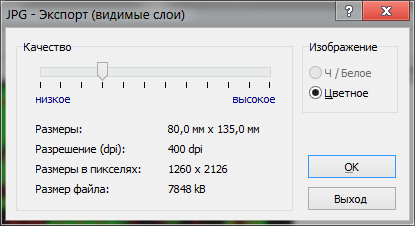 JPG - Экспорт (видимые слои)
Качество
низкое высокое
Размеры: 80,0 мм x 135,0 мм
Разрешение (dpi): 400 dpi
Размеры в пикселях: 1260 x 2126
Размер файла: 7848 kB
Изображение
Ч / Белое
Цветное
OK
Выход